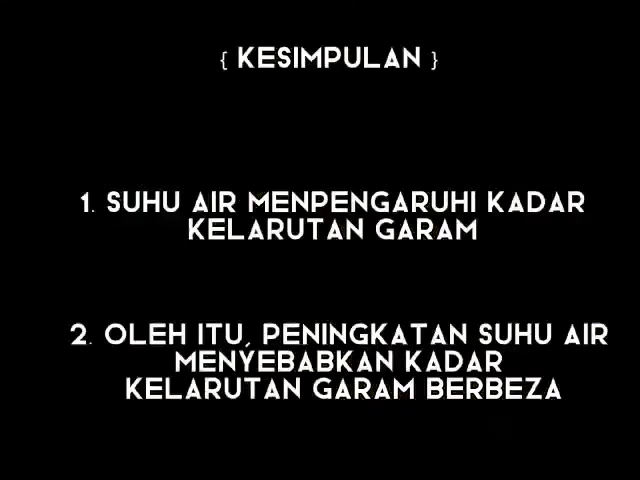 { KESIMPULAN }
1. SUHU AIR MENPENGARUHI KADAR
KELARUTAN GARAM
2. OLEH ITU, PENINGKATAN SUHU AIR
MENYEBABKAN KADAR
KELARUTAN GARAM BERBEZA